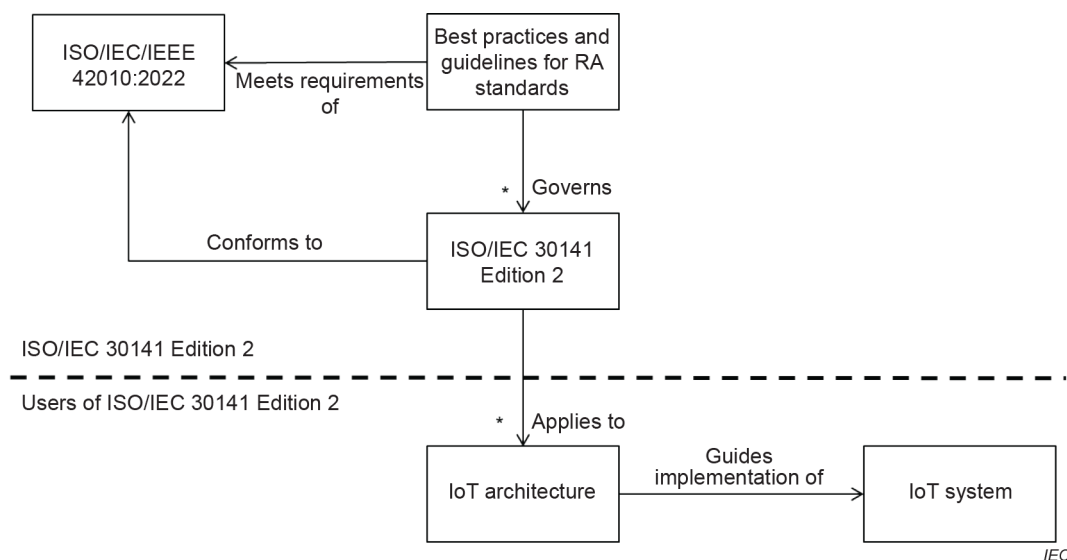 ISO/IEC/IEEE
42010:2022
Best practices and
guidelines for RA
standards
Meets requirements
of
* Governs
Conforms to
ISO/IEC 30141
Edition 2
ISO/IEC 30141 Edition 2
Users of ISO/IEC 30141 Edition 2
* Applies to
IoT architecture
Guides
implementation of
IoT system
IEC